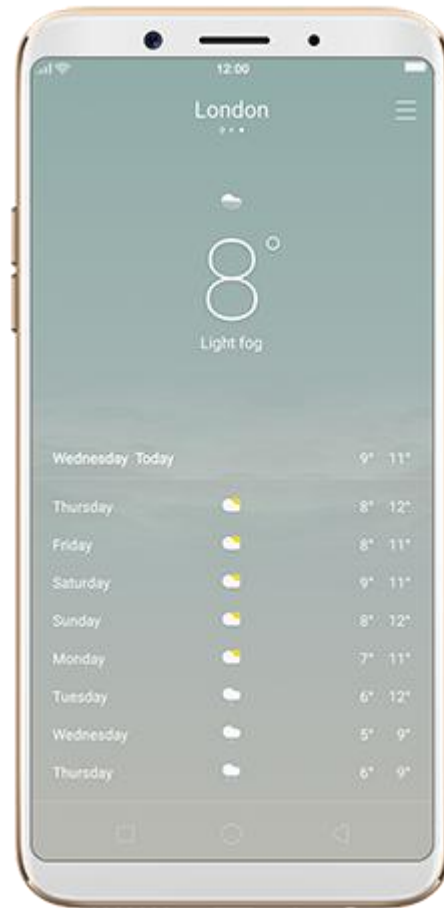 12:00
London
8°
Light fog
Wednesday Today 9° 11°
Thursday 8° 12°
Friday 8° 11°
Saturday 9° 11°
Sunday 8° 12°
Monday 7° 11°
Tuesday 6° 12°
Wednesday 5° 9°
Thursday 6° 9°